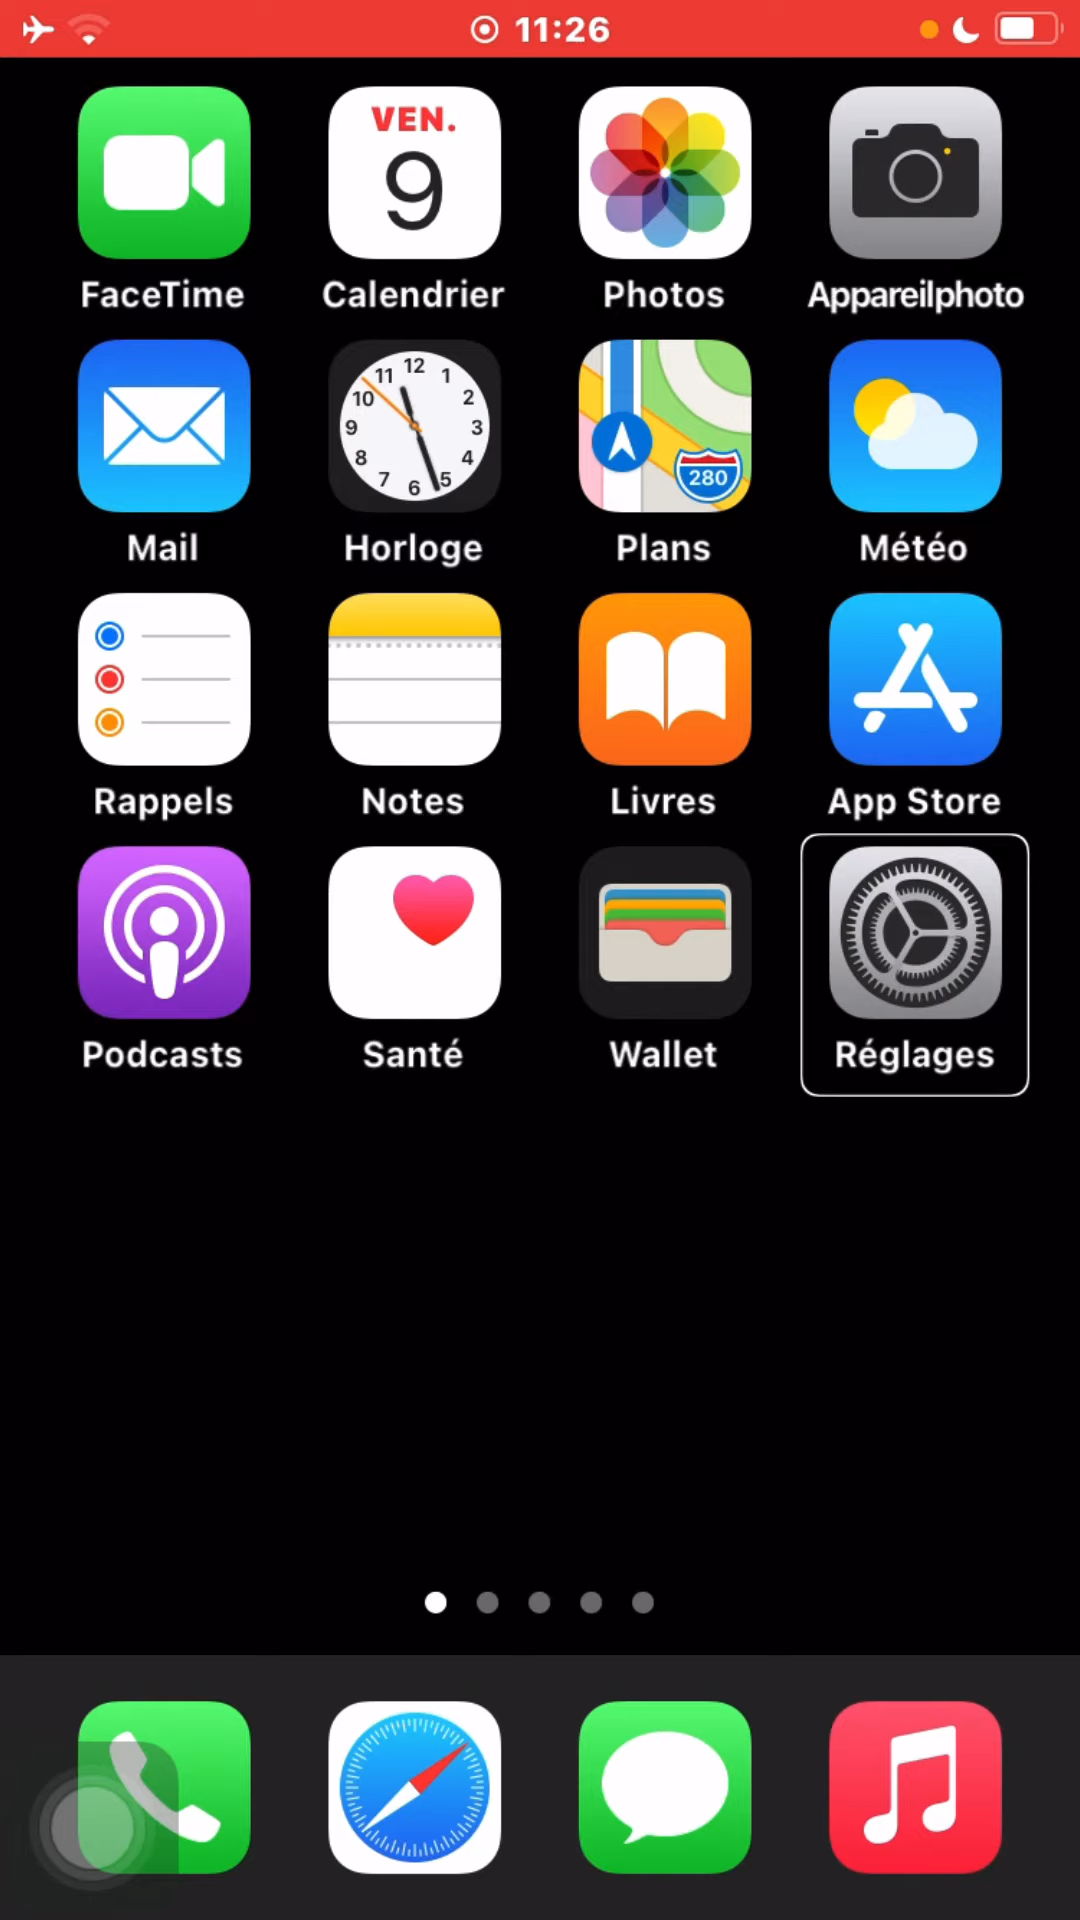 11:26
VEN.
9
FaceTime Calendrier Photos Appareilphoto
12
11 1
10 2
9 3
8 4
7 5
6
280
Mail Horloge Plans Météo
Rappels Notes Livres App Store
Podcasts Santé Wallet Réglages